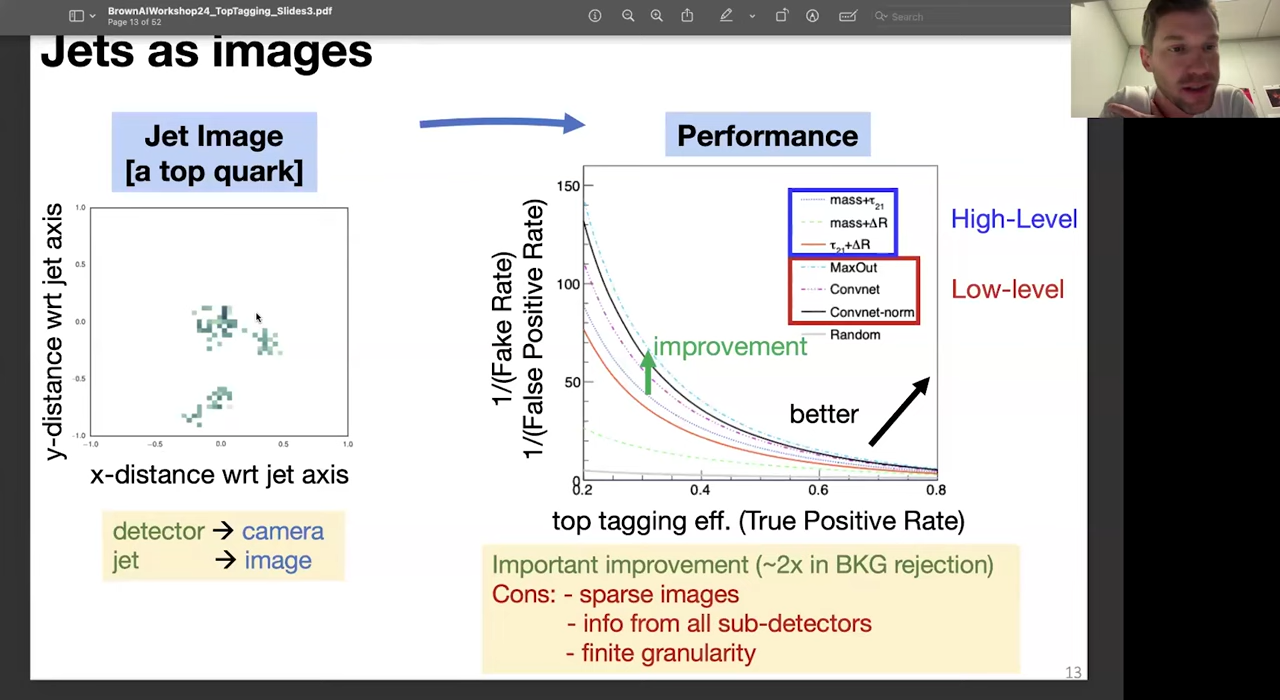 BrownAIWorkshop24_TopTagging_Slides3.pdf
Page 13 of 52
Search
Jets as images
Jet Image
[a top quark]
Performance
y-distance wrt jet axis
1.0
0.5
0.0
-0.5
-1.0
-1.0
-0.5
0.0
0.5
1.0
x-distance wrt jet axis
detector → camera
jet → image
1/(Fake Rate)
1/(False Positive Rate)
150
100
50
0
0.2
0.4
0.6
0.8
mass+τ21
mass+ΔR
τ21+ΔR
MaxOut
Convnet
Convnet-norm
Random
High-Level
Low-level
improvement
better
top tagging eff. (True Positive Rate)
Important improvement (~2x in BKG rejection)
Cons: - sparse images
- info from all sub-detectors
- finite granularity
13